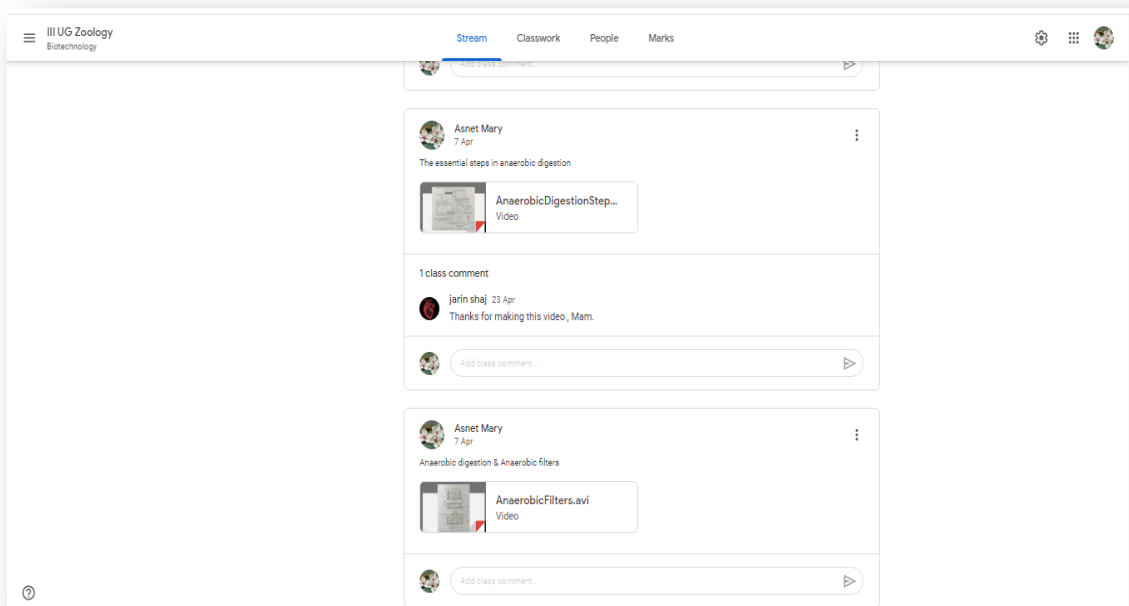 III UG Zoology
Biotechnology
Stream Classwork People Marks
Add class comment...
Asnet Mary
7 Apr
The essential steps in anaerobic digestion
AnaerobicDigestionStep...
Video
1 class comment
jarin shaj 23 Apr
Thanks for making this video , Mam.
Add class comment...
Asnet Mary
7 Apr
Anaerobic digestion & Anaerobic filters
AnaerobicFilters.avi
Video
Add class comment...